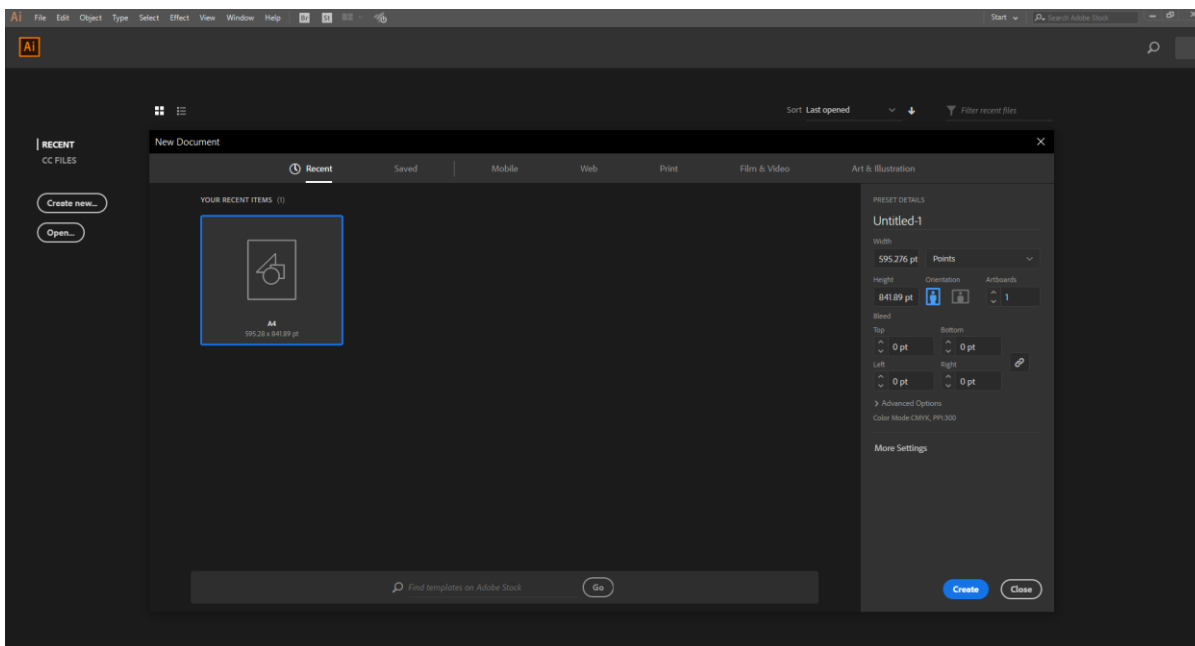 Ai File Edit Object Type Select Effect View Window Help Br St Start Search Adobe Stock
Ai
Sort Last opened Filter recent files
RECENT
CC FILES
Create new...
Open...
New Document
Recent Saved Mobile Web Print Film & Video Art & Illustration
YOUR RECENT ITEMS (1)
A4
595.28 x 841.89 pt
Find templates on Adobe Stock Go
PRESET DETAILS
Untitled-1
Width
595.276 pt Points
Height Orientation Artboards
841.89 pt 1
Bleed
Top Bottom
0 pt 0 pt
Left Right
0 pt 0 pt
> Advanced Options
Color Mode:CMYK, PPI:300
More Settings
Create Close